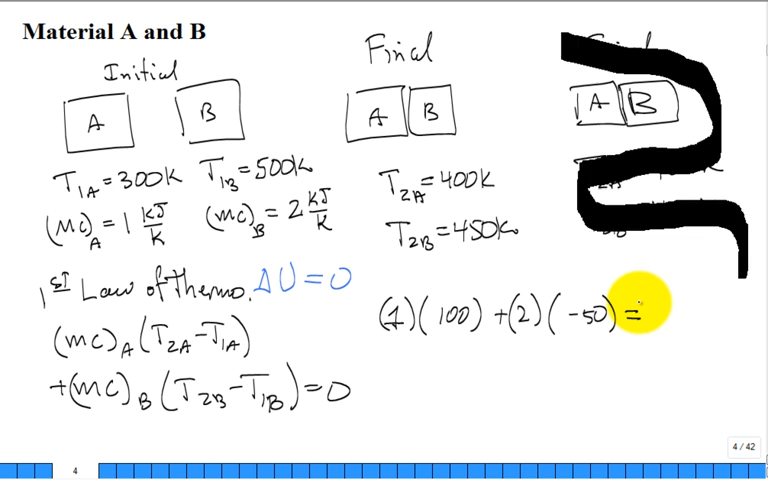 Material A and B
Initial
Final
A
B
A
B
A
B
T1A = 300K
T1B = 500K
T2A = 400K
(mc)A = 1 kJ/K
(mc)B = 2 kJ/K
T2B = 450K
1st Law of thermo. ΔU = 0
(mc)A (T2A - T1A)
+(mc)B (T2B - T1B) = 0
(1)(100) + (2)(-50) =
4 / 42
4